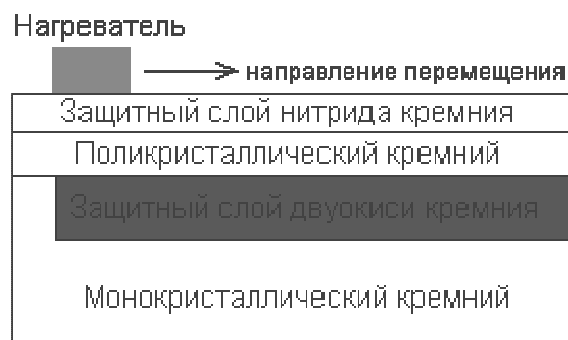 Нагреватель
направление перемещения
Защитный слой нитрида кремния
Поликристаллический кремний
Защитный слой двуокиси кремния
Монокристаллический кремний